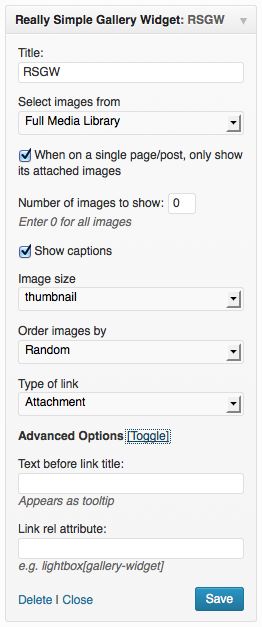 Really Simple Gallery Widget: RSGW
Title:
RSGW
Select images from
Full Media Library
When on a single page/post, only show
its attached images
Number of images to show: 0
Enter 0 for all images
Show captions
Image size
thumbnail
Order images by
Random
Type of link
Attachment
Advanced Options [Toggle]
Text before link title:
Appears as tooltip
Link rel attribute:
e.g. lightbox[gallery-widget]
Delete | Close Save